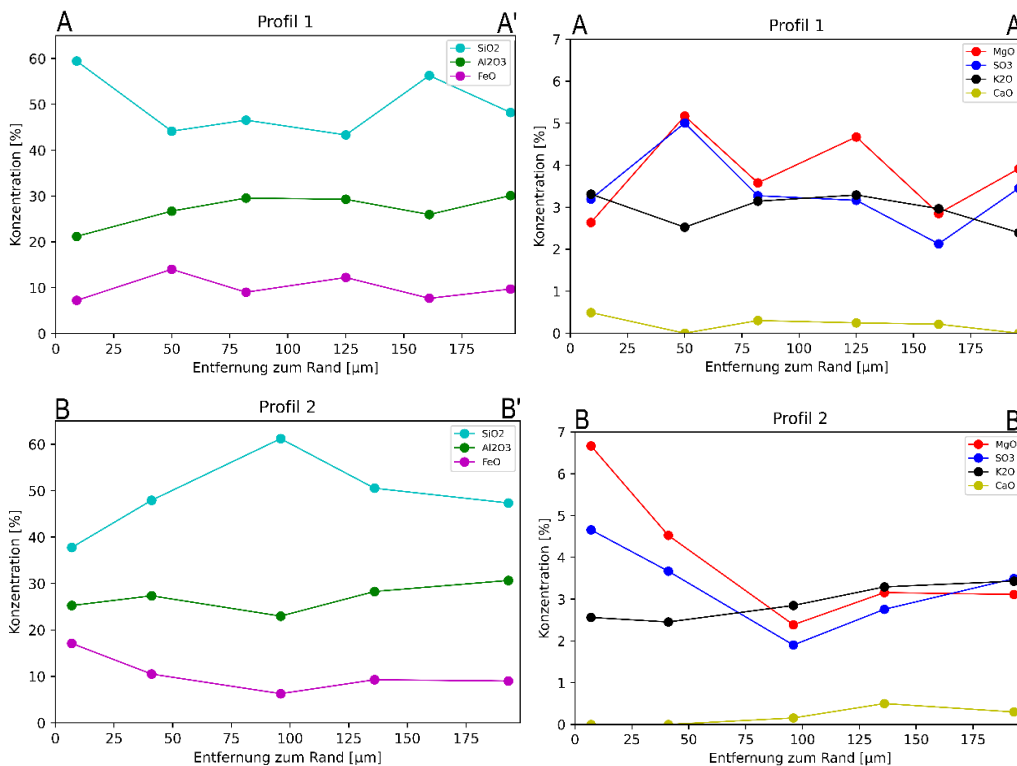 A Profil 1 A'
Konzentration [%]
60
50
40
30
20
10
0
SiO2
Al2O3
FeO
0 25 50 75 100 125 150 175
Entfernung zum Rand [µm]
A Profil 1 A
Konzentration [%]
7
6
5
4
3
2
1
0
MgO
SO3
K2O
CaO
0 25 50 75 100 125 150 175
Entfernung zum Rand [µm]
B Profil 2 B'
Konzentration [%]
60
50
40
30
20
10
0
SiO2
Al2O3
FeO
0 25 50 75 100 125 150 175
Entfernung zum Rand [µm]
B Profil 2 B
Konzentration [%]
7
6
5
4
3
2
1
0
MgO
SO3
K2O
CaO
0 25 50 75 100 125 150 175
Entfernung zum Rand [µm]